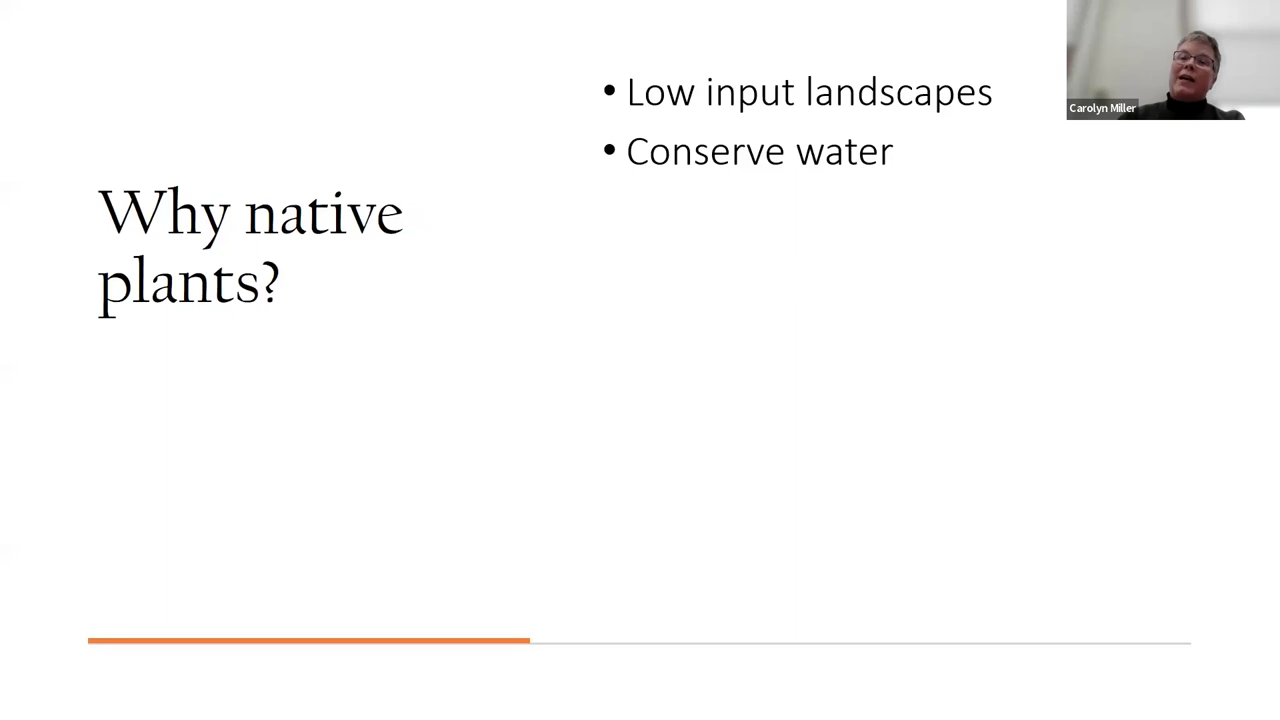 Why native
plants?
• Low input landscapes
• Conserve water
Carolyn Miller